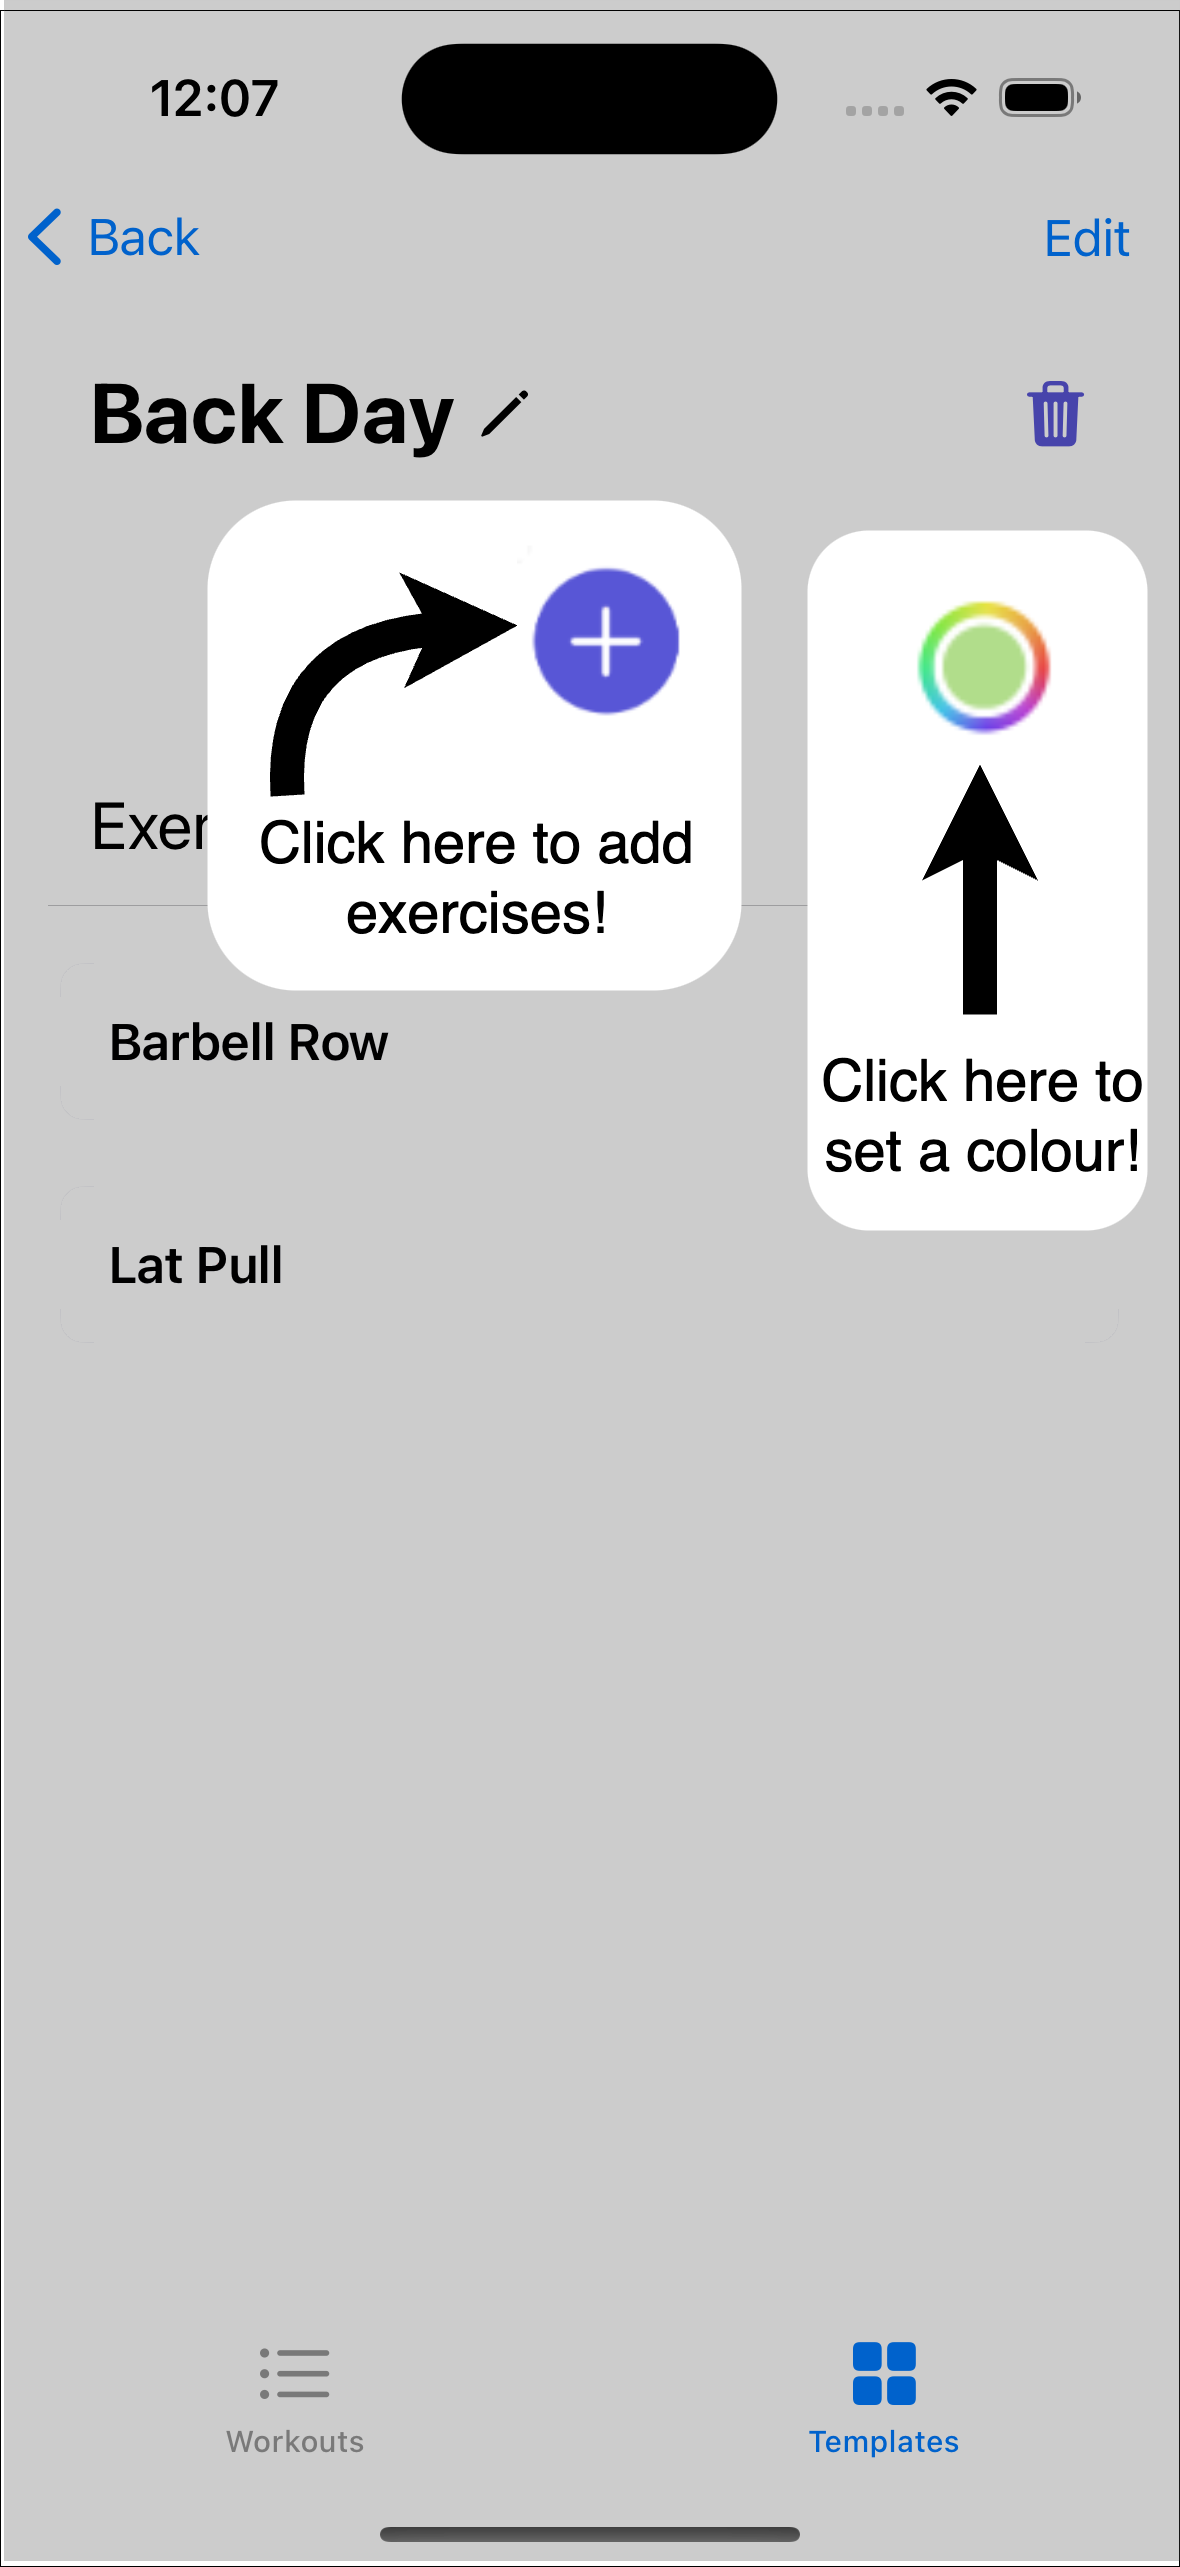 12:07
Back
Edit
Back Day
Click here to add
exercises!
Click here to
set a colour!
Barbell Row
Lat Pull
Workouts
Templates